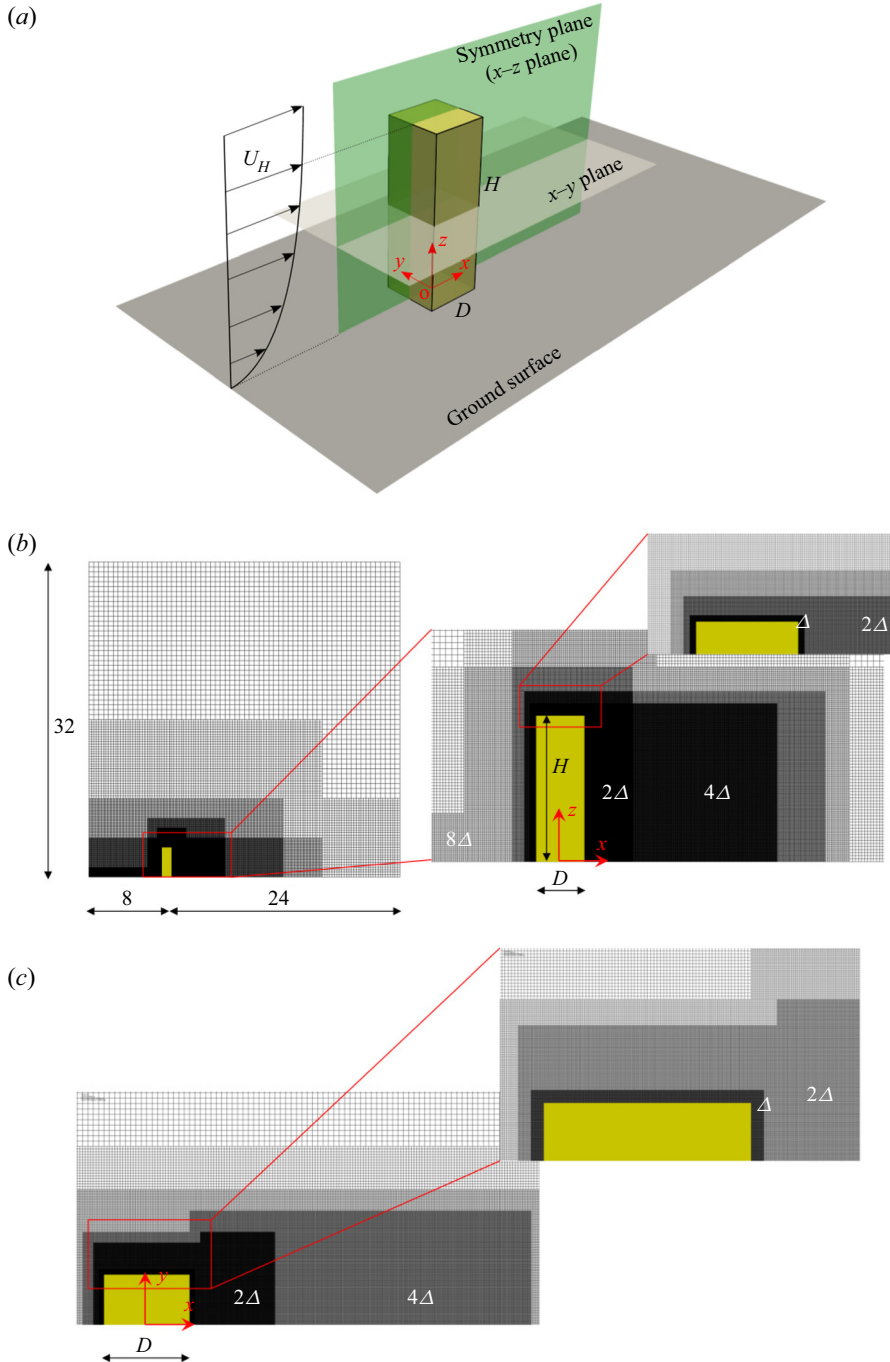 (a)
Symmetry plane
(x–z plane)
U_H
H
x–y plane
z
y
x
o
D
Ground surface
(b)
Δ
2Δ
32
H
2Δ
4Δ
z
8Δ
x
8
24
D
(c)
Δ
2Δ
y
2Δ
4Δ
x
D